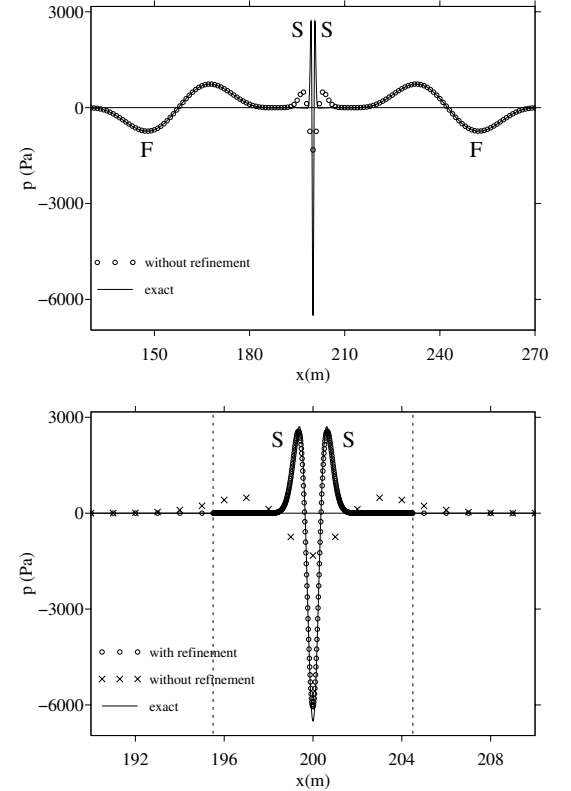 3000
S S
0
F F
p (Pa)
−3000
without refinement
exact
−6000
150 180 210 240 270
x(m)
3000
S S
0
p (Pa)
−3000
with refinement
without refinement
exact
−6000
192 196 200 204 208
x(m)